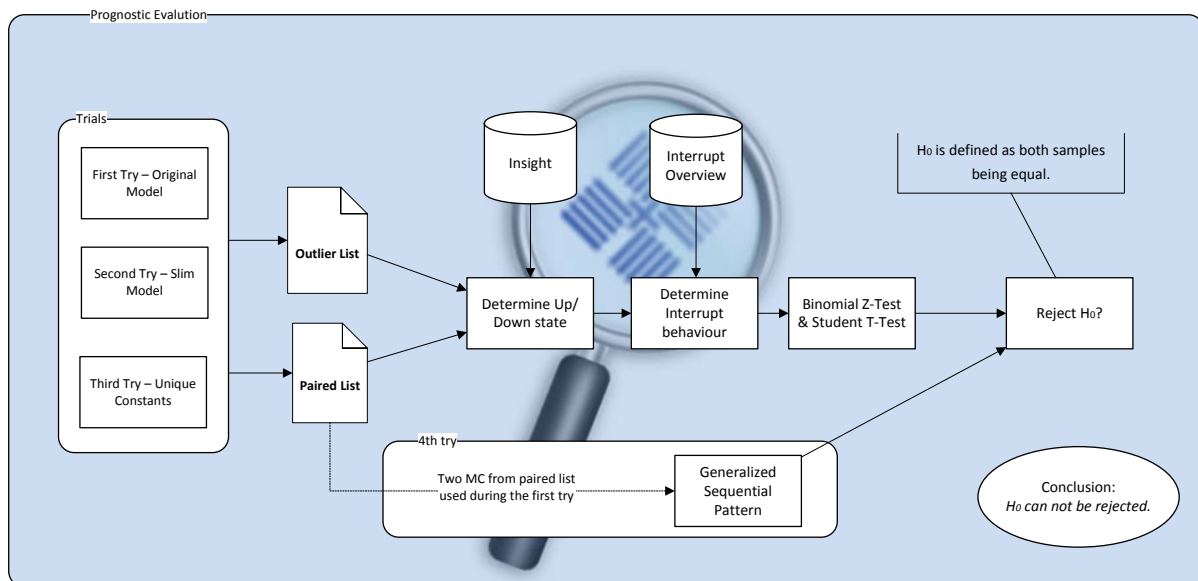 Prognostic Evalution
Trials
First Try – Original
Model
Second Try – Slim
Model
Third Try – Unique
Constants
Outlier List
Paired List
Insight
Interrupt
Overview
Determine Up/
Down state
Determine
Interrupt
behaviour
Binomial Z-Test
& Student T-Test
H0 is defined as both samples
being equal.
Reject H0?
4th try
Two MC from paired list
used during the first try
Generalized
Sequential
Pattern
Conclusion:
H0 can not be rejected.